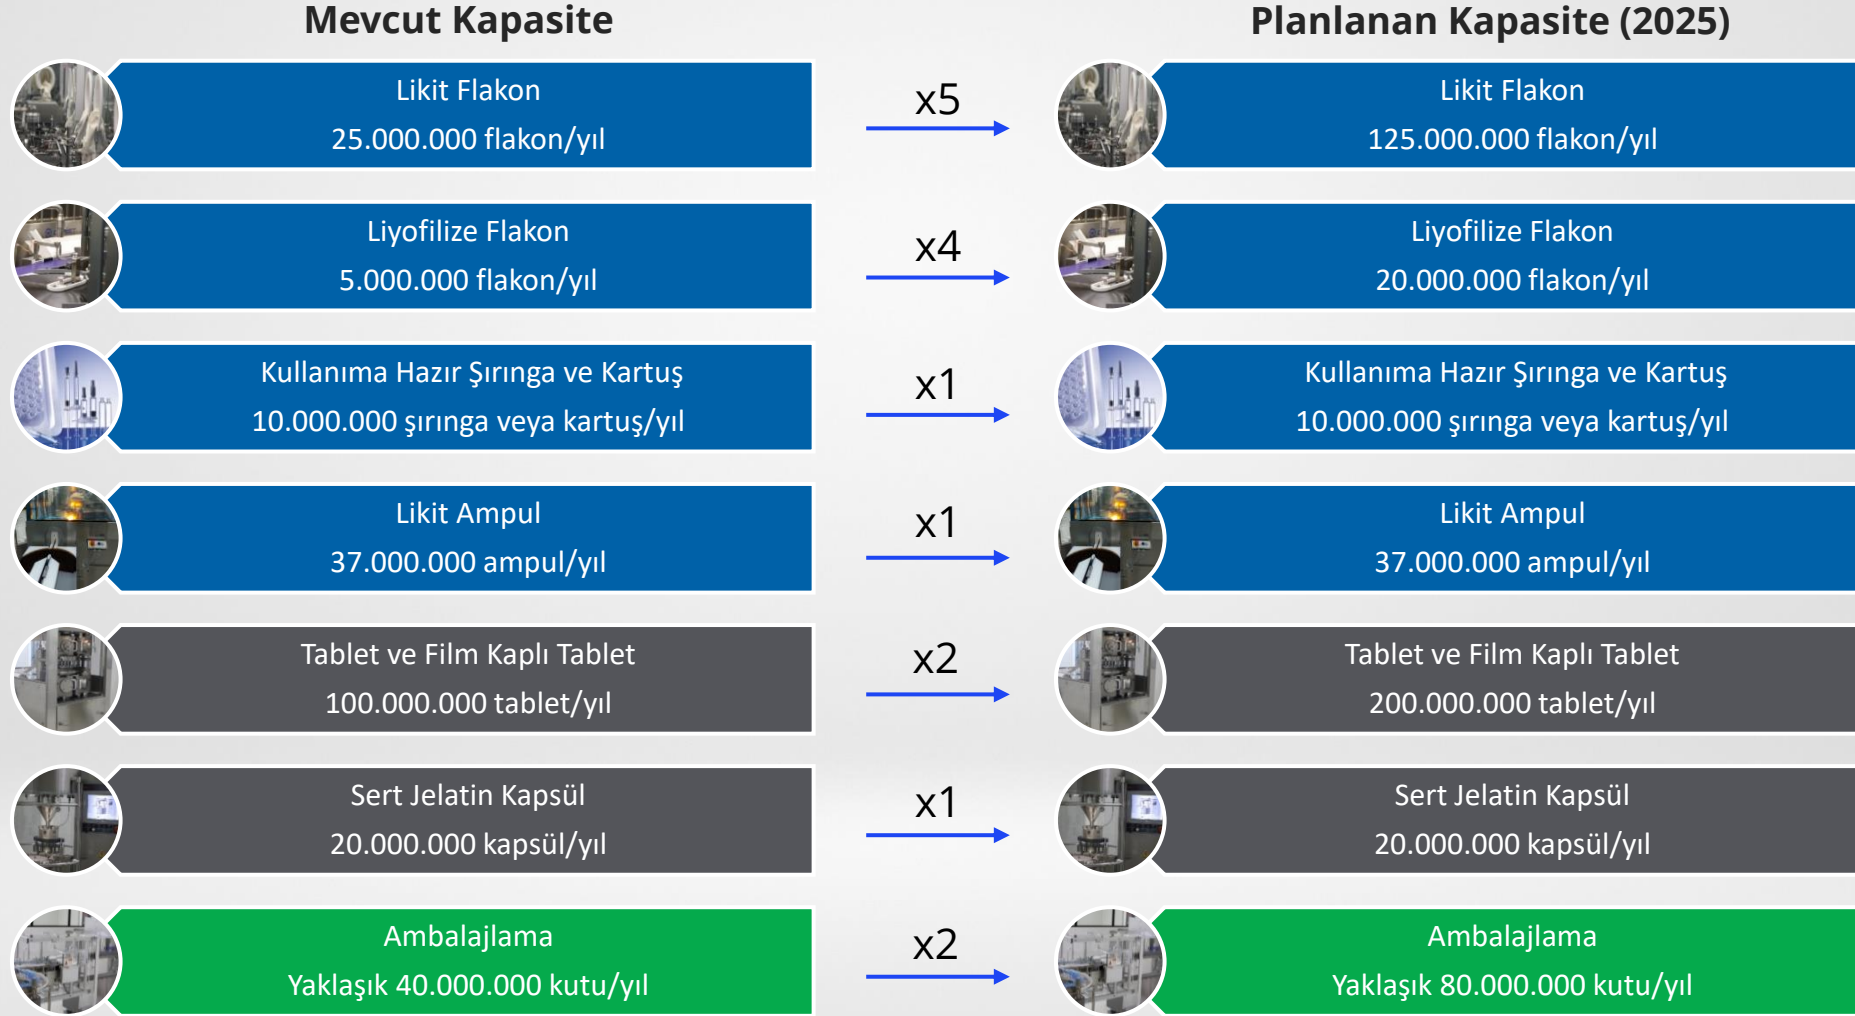 Mevcut Kapasite
Planlanan Kapasite (2025)
Likit Flakon
25.000.000 flakon/yıl
x5
Likit Flakon
125.000.000 flakon/yıl
Liyofilize Flakon
5.000.000 flakon/yıl
x4
Liyofilize Flakon
20.000.000 flakon/yıl
Kullanıma Hazır Şırınga ve Kartuş
10.000.000 şırınga veya kartuş/yıl
x1
Kullanıma Hazır Şırınga ve Kartuş
10.000.000 şırınga veya kartuş/yıl
Likit Ampul
37.000.000 ampul/yıl
x1
Likit Ampul
37.000.000 ampul/yıl
Tablet ve Film Kaplı Tablet
100.000.000 tablet/yıl
x2
Tablet ve Film Kaplı Tablet
200.000.000 tablet/yıl
Sert Jelatin Kapsül
20.000.000 kapsül/yıl
x1
Sert Jelatin Kapsül
20.000.000 kapsül/yıl
Ambalajlama
Yaklaşık 40.000.000 kutu/yıl
x2
Ambalajlama
Yaklaşık 80.000.000 kutu/yıl